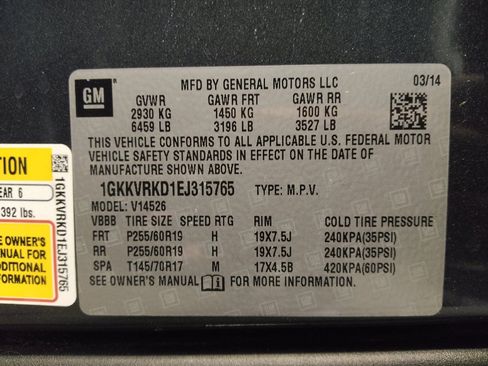 GM
MFD BY GENERAL MOTORS LLC
03/14
GVWR GAWR FRT GAWR RR
2930 KG 1450 KG 1600 KG
6459 LB 3196 LB 3527 LB
THIS VEHICLE CONFORMS TO ALL APPLICABLE U.S. FEDERAL MOTOR
VEHICLE SAFETY STANDARDS IN EFFECT ON THE DATE OF
MANUFACTURE SHOWN ABOVE.
1GKKVRKD1EJ315765 TYPE: M.P.V.
MODEL: V14526
VBBB TIRE SIZE SPEED RTG RIM COLD TIRE PRESSURE
FRT P255/60R19 H 19X7.5J 240KPA(35PSI)
RR P255/60R19 H 19X7.5J 240KPA(35PSI)
SPA T145/70R17 M 17X4.5B 420KPA(60PSI)
SEE OWNER'S MANUAL FOR MORE INFORMATION.
TION
EAR 6
392 lbs.
E OWNER'S
MANUAL FOR
DDITIONAL
FORMATION
1GKKVRKD1EJ315765